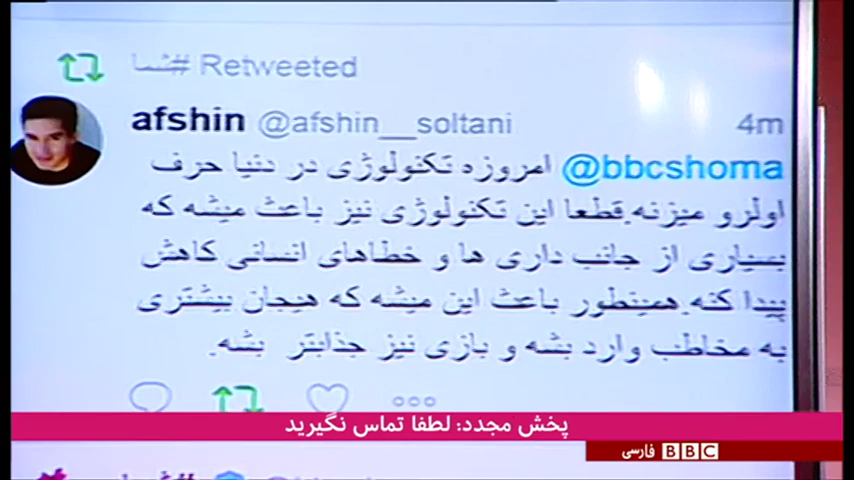 #شما Retweeted
afshin @afshin__soltani 4m
@bbcshoma امروزه تکنولوژی در دنیا حرف
اولرو میزنه.قطعا این تکنولوژی نیز باعث میشه که
بسیاری از جانب داری ها و خطاهای انسانی کاهش
پیدا کنه.همینطور باعث این میشه که هیجان بیشتری
به مخاطب وارد بشه و بازی نیز جذابتر بشه.
پخش مجدد: لطفا تماس نگیرید
BBC فارسی